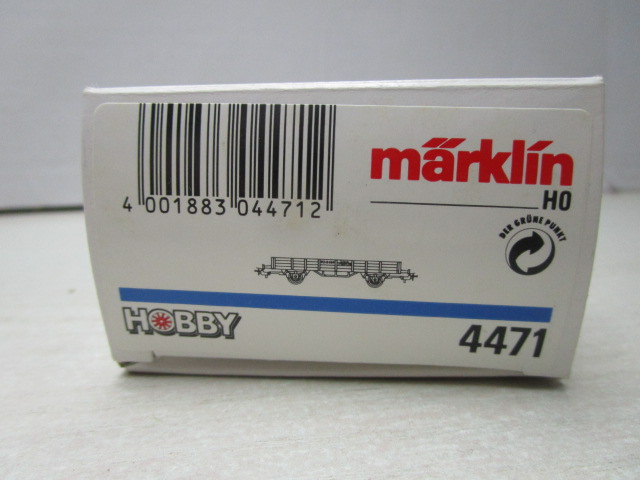 märklin
HO
4 001883 044712
DER GRÜNE PUNKT
HOBBY
4471